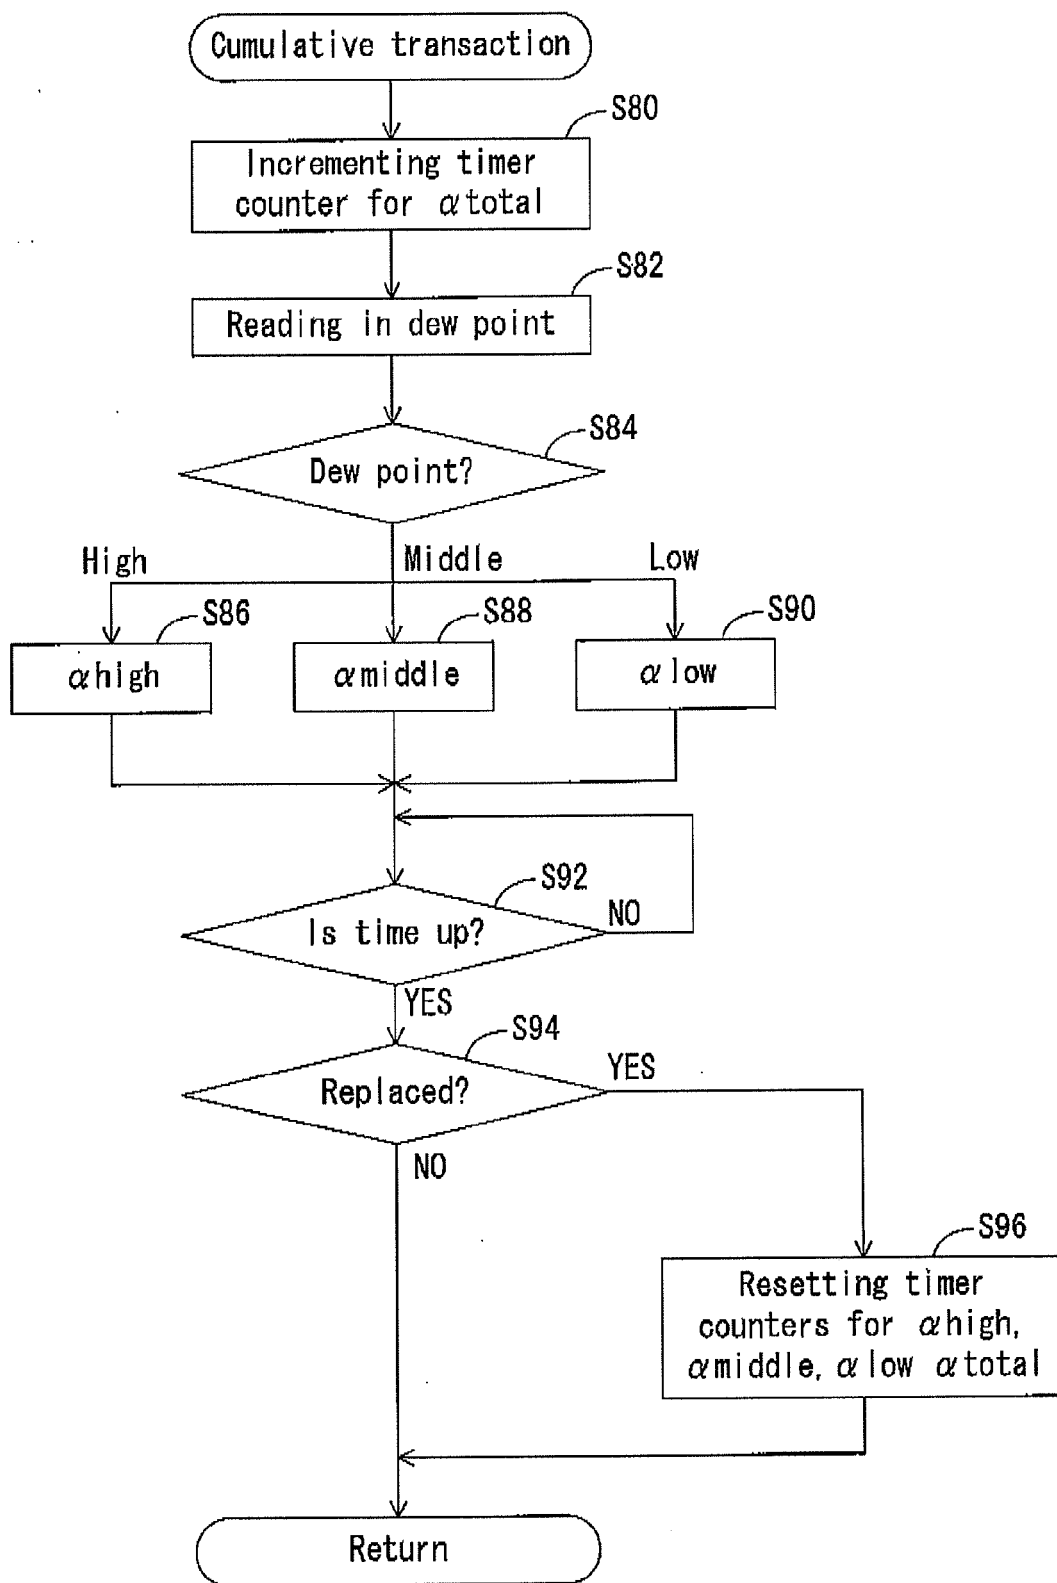 Cumulative transaction
S80
Incrementing timer
counter for αtotal
S82
Reading in dew point
S84
Dew point?
High
Middle
Low
S86
S88
S90
αhigh
αmiddle
αlow
S92
Is time up?
NO
YES
S94
Replaced?
YES
NO
S96
Resetting timer
counters for αhigh,
αmiddle, αlow αtotal
Return